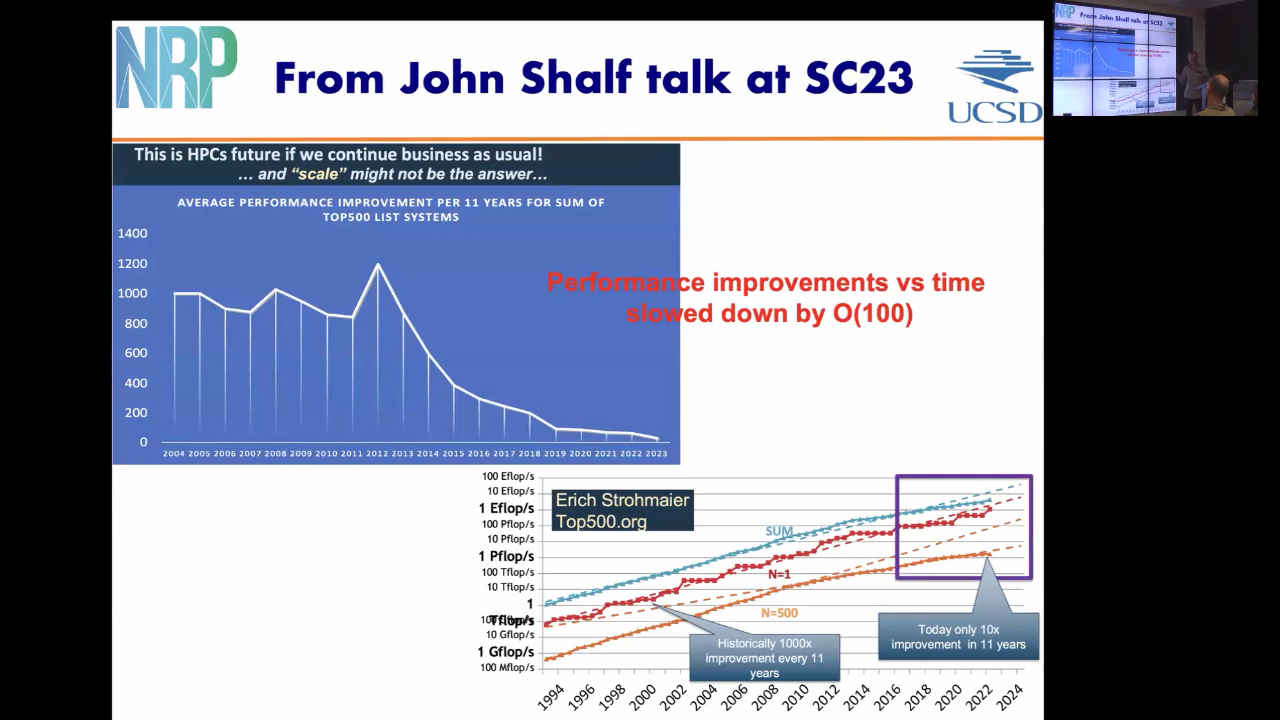 NRP
From John Shalf talk at SC23
UCSD
This is HPCs future if we continue business as usual!
... and “scale” might not be the answer...
AVERAGE PERFORMANCE IMPROVEMENT PER 11 YEARS FOR SUM OF
TOP500 LIST SYSTEMS
1400
1200
1000
800
600
400
200
0
2004 2005 2006 2007 2008 2009 2010 2011 2012 2013 2014 2015 2016 2017 2018 2019 2020 2021 2022 2023
Performance improvements vs time
slowed down by O(100)
100 Eflop/s
10 Eflop/s
1 Eflop/s
100 Pflop/s
10 Pflop/s
1 Pflop/s
100 Tflop/s
10 Tflop/s
1
Tflop/s
10 Gflop/s
1 Gflop/s
100 Mflop/s
Erich Strohmaier
Top500.org
SUM
N=1
N=500
Historically 1000x
improvement every 11
years
Today only 10x
improvement in 11 years
1994 1996 1998 2000 2002 2004 2006 2008 2010 2012 2014 2016 2018 2020 2022 2024
NRP
From John Shalf talk at SC23